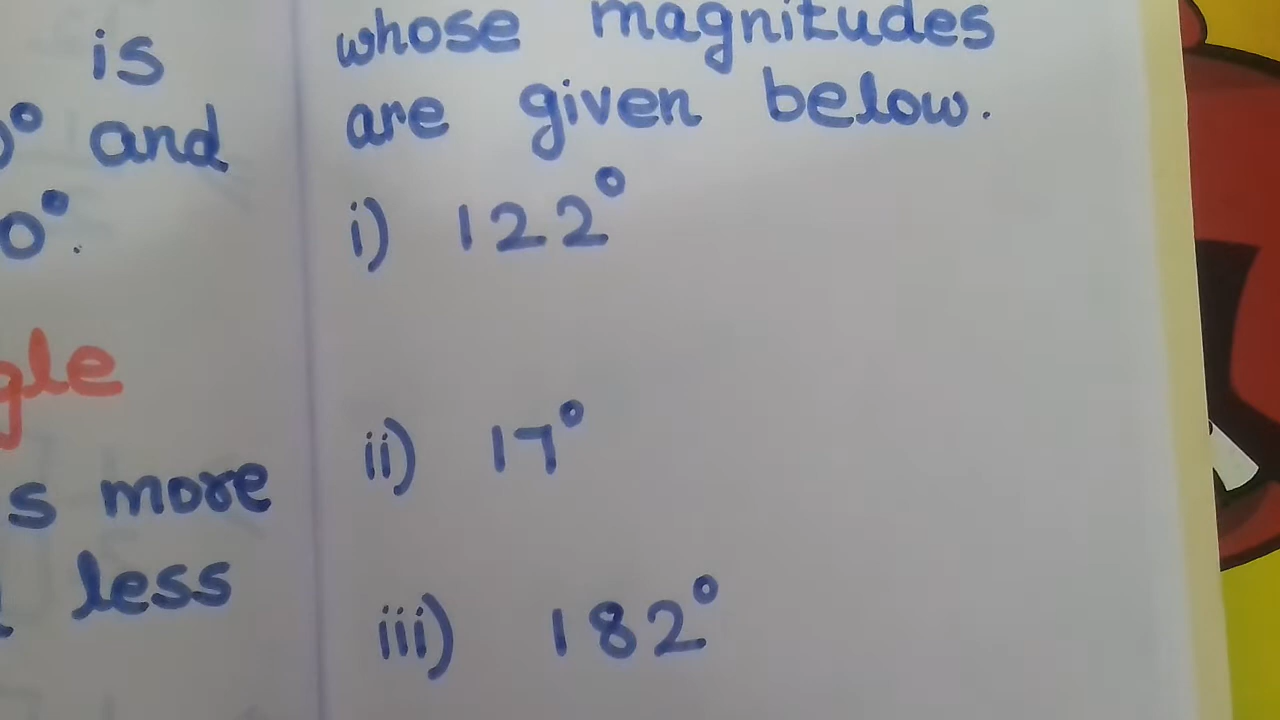 is
and
gle
s more
less
whose magnitudes
are given below.
i) 122°
ii) 17°
iii) 182°